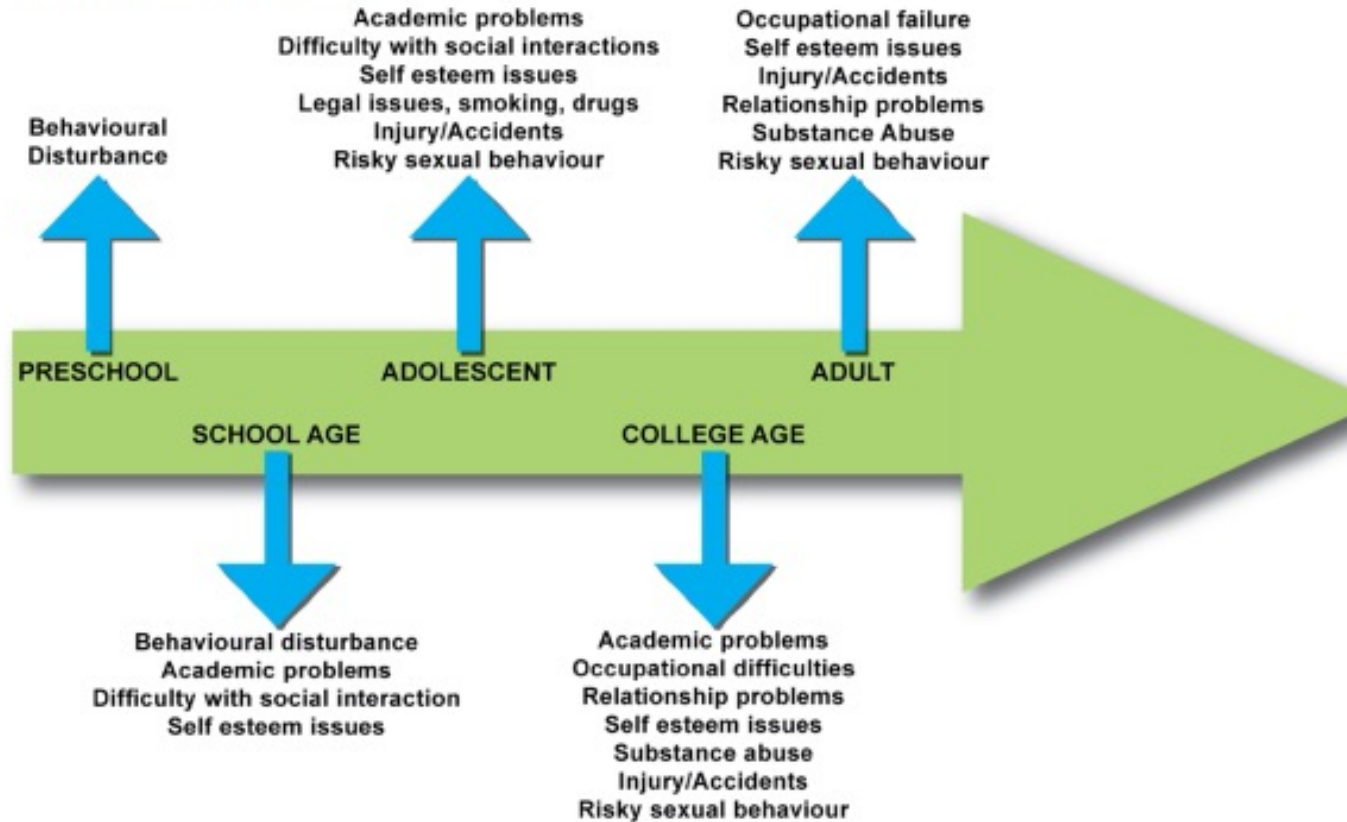 Behavioural
Disturbance
Academic problems
Difficulty with social interactions
Self esteem issues
Legal issues, smoking, drugs
Injury/Accidents
Risky sexual behaviour
Occupational failure
Self esteem issues
Injury/Accidents
Relationship problems
Substance Abuse
Risky sexual behaviour
PRESCHOOL
ADOLESCENT
ADULT
SCHOOL AGE
COLLEGE AGE
Behavioural disturbance
Academic problems
Difficulty with social interaction
Self esteem issues
Academic problems
Occupational difficulties
Relationship problems
Self esteem issues
Substance abuse
Injury/Accidents
Risky sexual behaviour